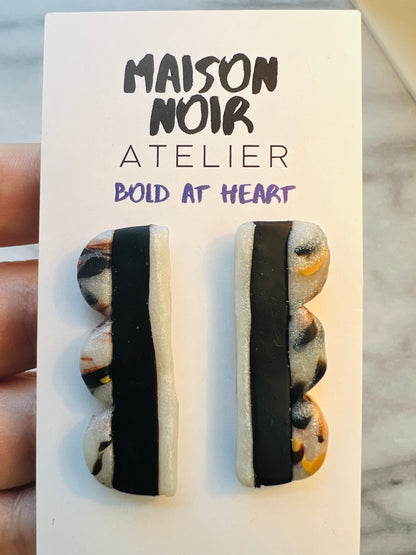 MAISON
NOIR
ATELIER
BOLD AT HEART